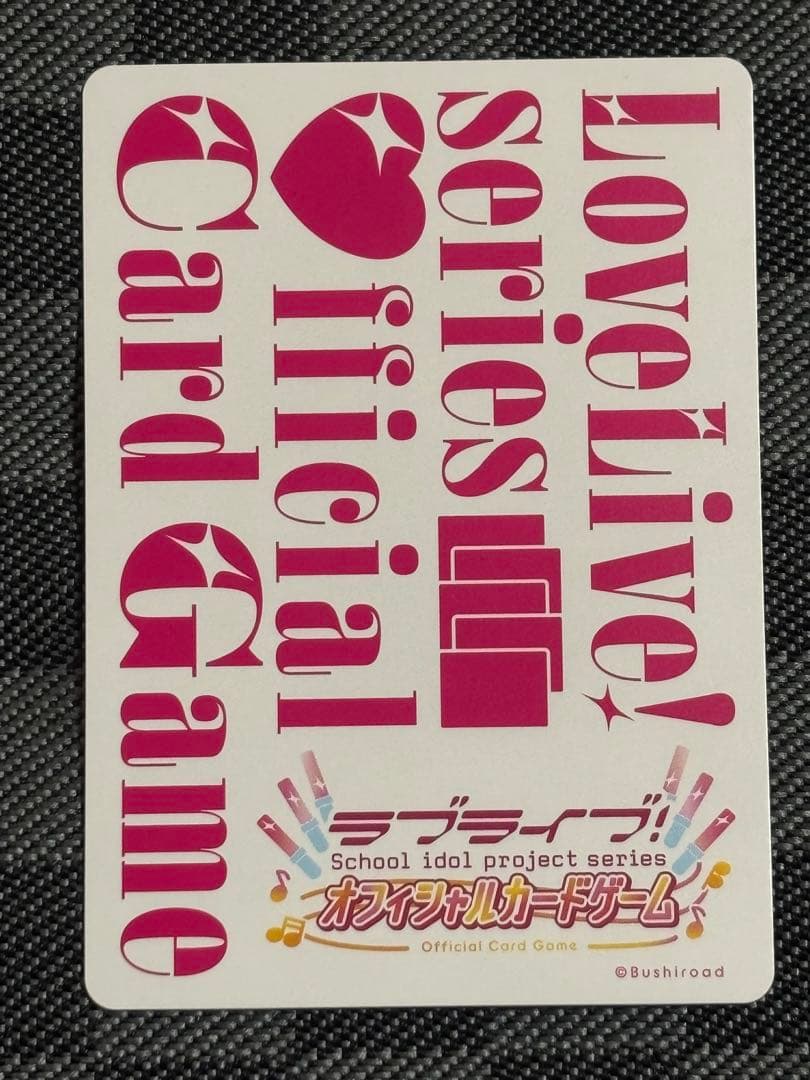 LoveLive!
series
fficial
Card Game
ラブライブ!
School idol project series
オフィシャルカードゲーム
Official Card Game
©Bushiroad